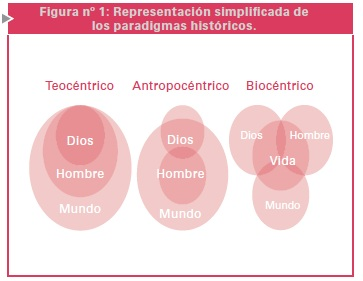 Figura nº 1: Representación simplificada de
los paradigmas históricos.
Teocéntrico
Antropocéntrico
Biocéntrico
Dios
Hombre
Mundo
Dios
Hombre
Mundo
Dios
Hombre
Vida
Mundo